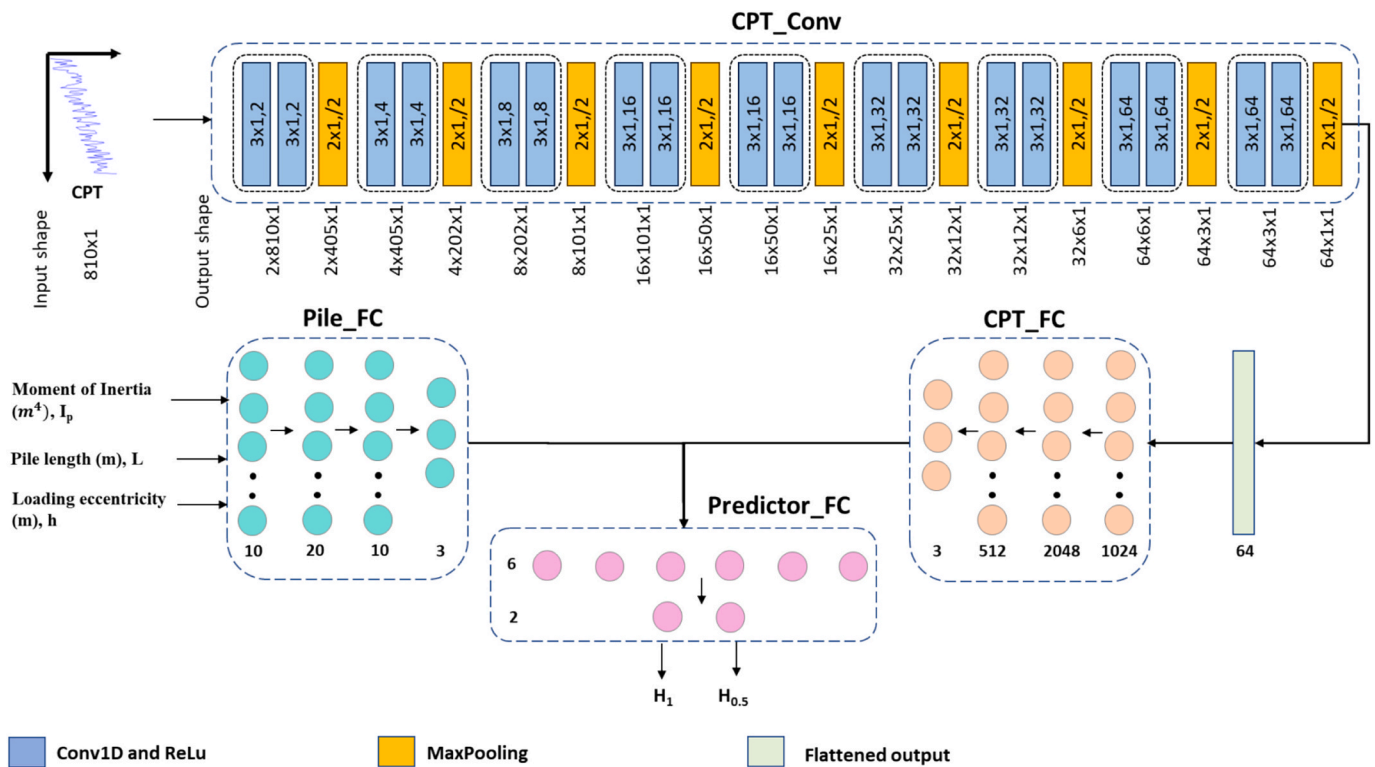 CPT_Conv
3x1,2
3x1,2
2x1,/2
3x1,4
3x1,4
2x1,/2
3x1,8
3x1,8
2x1,/2
3x1,16
3x1,16
2x1,/2
3x1,16
3x1,16
2x1,/2
3x1,32
3x1,32
2x1,/2
3x1,32
3x1,32
2x1,/2
3x1,64
3x1,64
2x1,/2
3x1,64
3x1,64
2x1,/2
CPT
Input shape
810x1
Output shape
2x810x1
2x405x1
4x405x1
4x202x1
8x202x1
8x101x1
16x101x1
16x50x1
16x50x1
16x25x1
32x25x1
32x12x1
32x12x1
32x6x1
64x6x1
64x3x1
64x3x1
64x1x1
Pile_FC
CPT_FC
Moment of Inertia
(m⁴), Iₚ
Pile length (m), L
Loading eccentricity
(m), h
10 20 10 3
3 512 2048 1024
64
Predictor_FC
6
2
H₁
H₀.₅
Conv1D and ReLu
MaxPooling
Flattened output